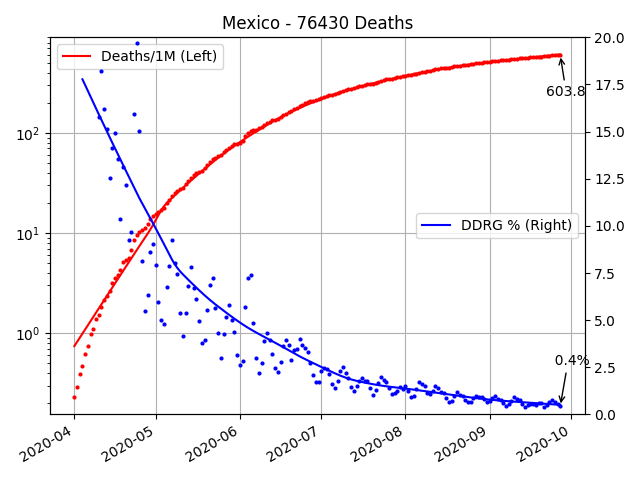 Mexico - 76430 Deaths
Deaths/1M (Left)
DDRG % (Right)
603.8
0.4%
10² 10¹ 10⁰
20.0
17.5
15.0
12.5
10.0
7.5
5.0
2.5
0.0
2020-04 2020-05 2020-06 2020-07 2020-08 2020-09 2020-10